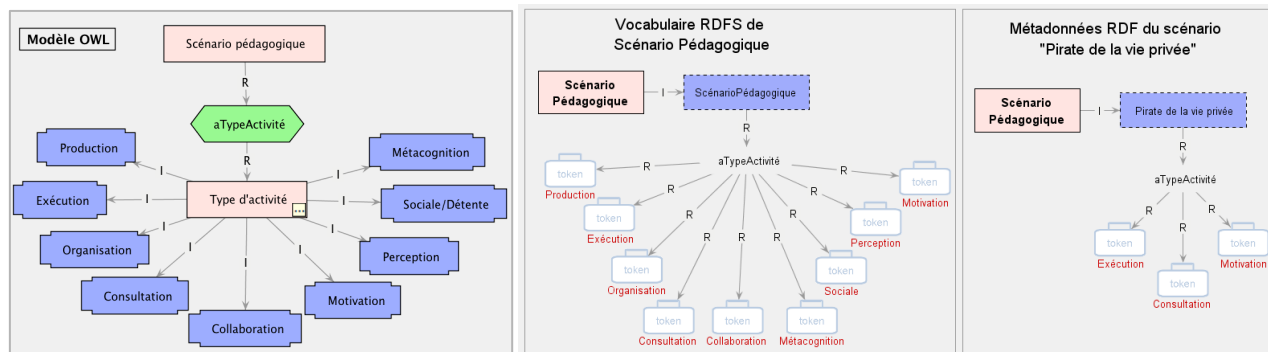 Modèle OWL
Scénario pédagogique
R
aTypeActivité
R
Production
Métacognition
I
I
Exécution
I
Type d'activité
...
I
Sociale/Détente
I
I
Organisation
I
I
I
Perception
Consultation
Motivation
Collaboration
Vocabulaire RDFS de
Scénario Pédagogique
Scénario
Pédagogique
I
ScénarioPédagogique
R
aTypeActivité
R
R
token
Production
token
Motivation
R
R
token
Exécution
token
Perception
R
R
R
R
R
token
Organisation
token
Sociale
token
Consultation
token
Collaboration
token
Métacognition
Métadonnées RDF du scénario
"Pirate de la vie privée"
Scénario
Pédagogique
I
Pirate de la vie privée
R
aTypeActivité
R
R
R
token
Exécution
token
Motivation
token
Consultation